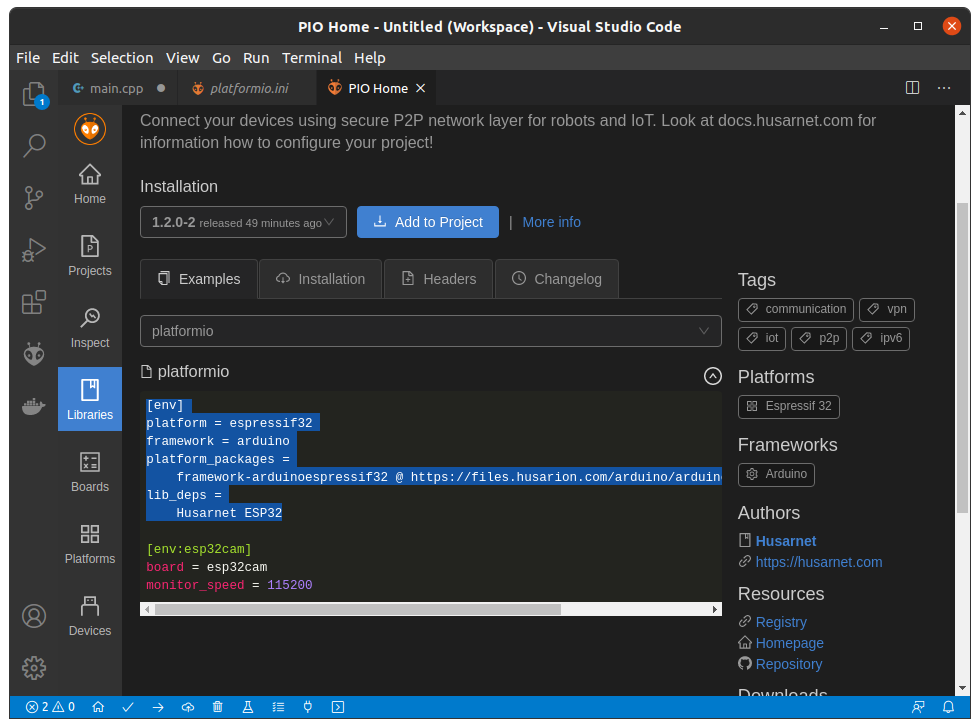 PIO Home - Untitled (Workspace) - Visual Studio Code
File Edit Selection View Go Run Terminal Help
main.cpp
platformio.ini
PIO Home
1
Home
Projects
Inspect
Libraries
Boards
Platforms
Devices
Connect your devices using secure P2P network layer for robots and IoT. Look at docs.husarnet.com for
information how to configure your project!
Installation
1.2.0-2 released 49 minutes ago
Add to Project | More info
Examples Installation Headers Changelog
platformio
platformio
[env]
platform = espressif32
framework = arduino
platform_packages =
framework-arduinoespressif32 @ https://files.husarion.com/arduino/arduin
lib_deps =
Husarnet ESP32
[env:esp32cam]
board = esp32cam
monitor_speed = 115200
Tags
communication vpn
iot p2p ipv6
Platforms
Espressif 32
Frameworks
Arduino
Authors
Husarnet
https://husarnet.com
Resources
Registry
Homepage
Repository
Downloads
2 0